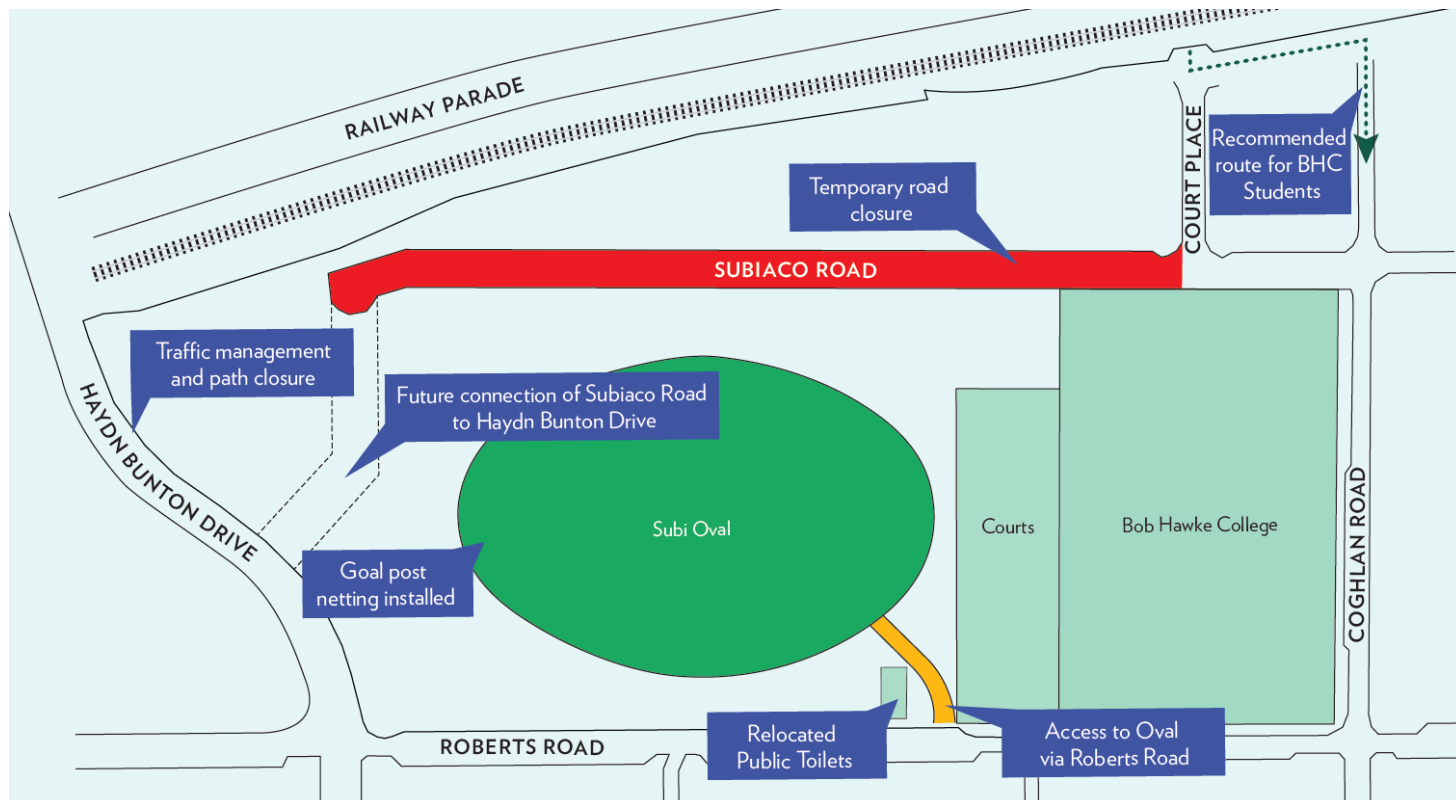 RAILWAY PARADE
COURT PLACE
Recommended
route for BHC
Students
Temporary road
closure
SUBIACO ROAD
Traffic management
and path closure
Future connection of Subiaco Road
to Haydn Bunton Drive
HAYDN BUNTON DRIVE
Subi Oval
Courts
Bob Hawke College
COGHLAN ROAD
Goal post
netting installed
Relocated
Public Toilets
Access to Oval
via Roberts Road
ROBERTS ROAD